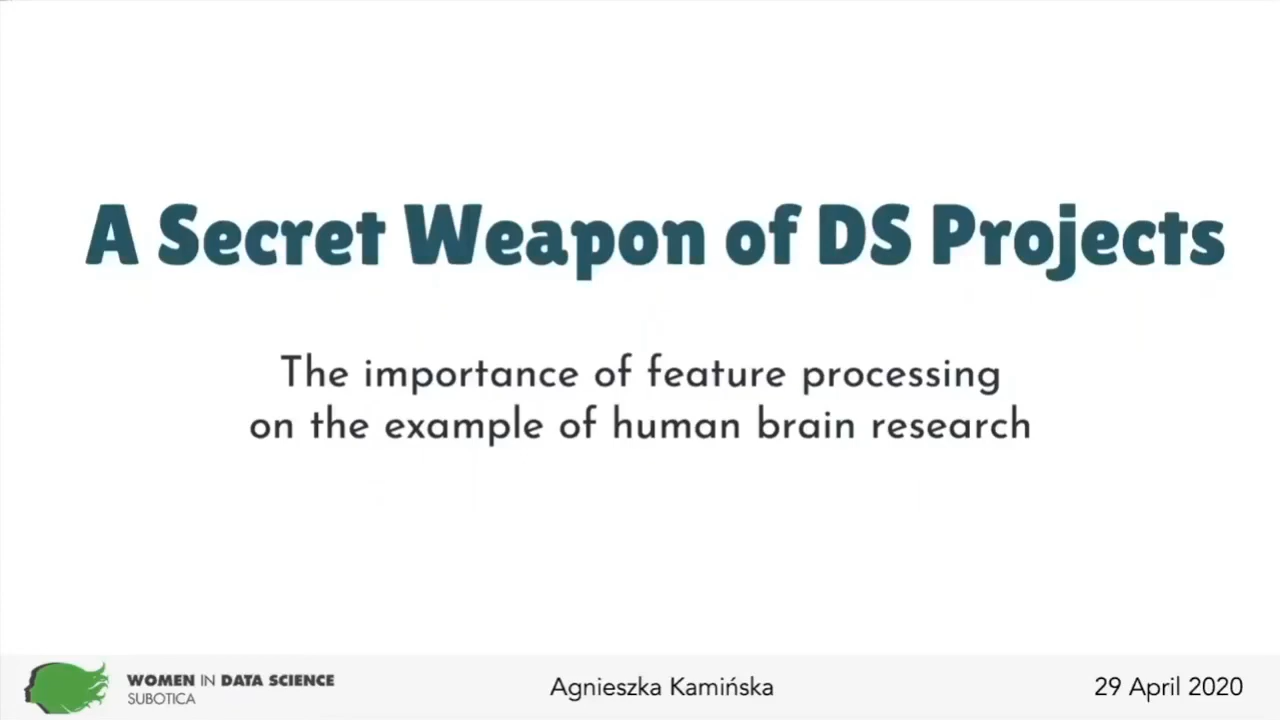 A Secret Weapon of DS Projects
The importance of feature processing
on the example of human brain research
WOMEN IN DATA SCIENCE
SUBOTICA
Agnieszka Kamińska
29 April 2020